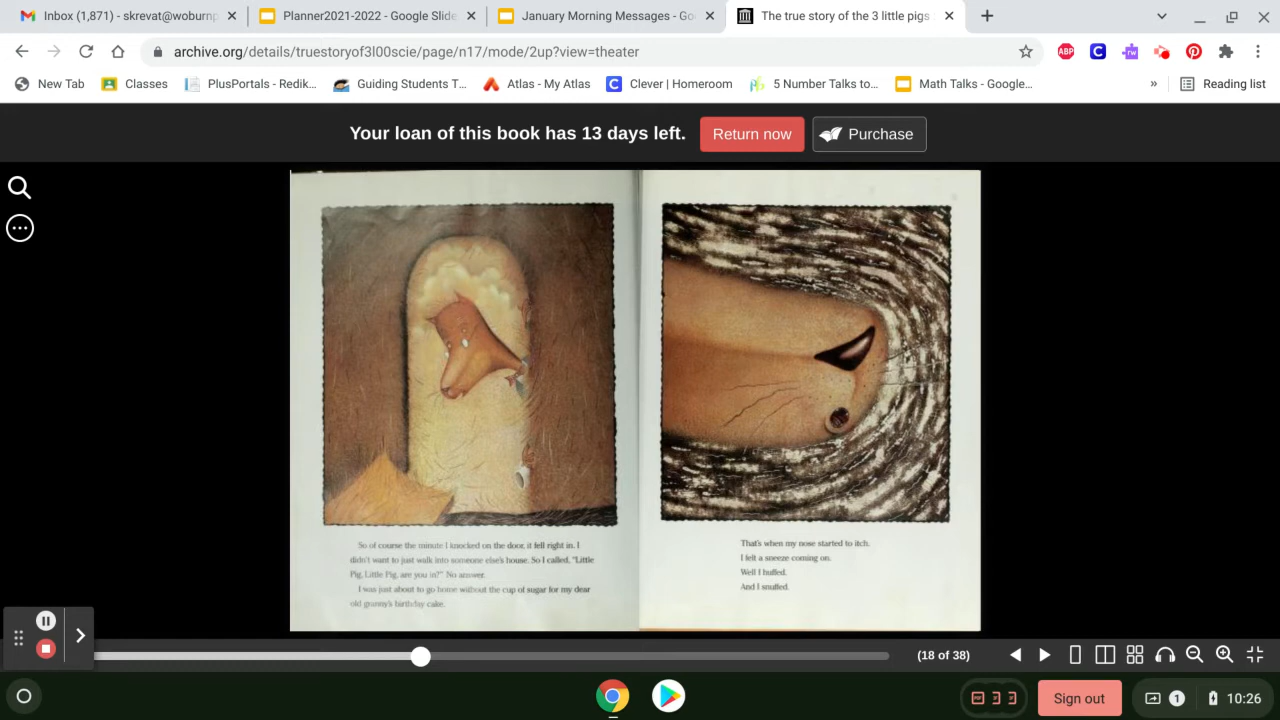 Inbox (1,871) - skrevat@woburnp
Planner2021-2022 - Google Slide
January Morning Messages - Go
The true story of the 3 little pigs
archive.org/details/truestoryof3l00scie/page/n17/mode/2up?view=theater
ABP
C
rw
New Tab
Classes
PlusPortals - Redik...
Guiding Students T...
Atlas - My Atlas
C
Clever | Homeroom
5 Number Talks to...
Math Talks - Google...
»
Reading list
Your loan of this book has 13 days left.
Return now
Purchase
So of course the minute I knocked on the door, it fell right in. I
didn't want to just walk into someone else's house. So I called, "Little
Pig, Little Pig, are you in?" No answer.
I was just about to go home without the cup of sugar for my dear
old granny's birthday cake.
That's when my nose started to itch.
I felt a sneeze coming on.
Well I huffed.
And I snuffed.
(18 of 38)
Sign out
1
10:26